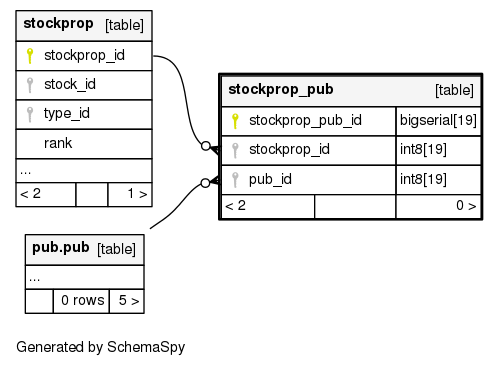 stockprop [table]
stockprop_id
stock_id
type_id
rank
...
< 2 1 >
stockprop_pub [table]
stockprop_pub_id bigserial[19]
stockprop_id int8[19]
pub_id int8[19]
< 2 0 >
pub.pub [table]
...
0 rows 5 >
Generated by SchemaSpy